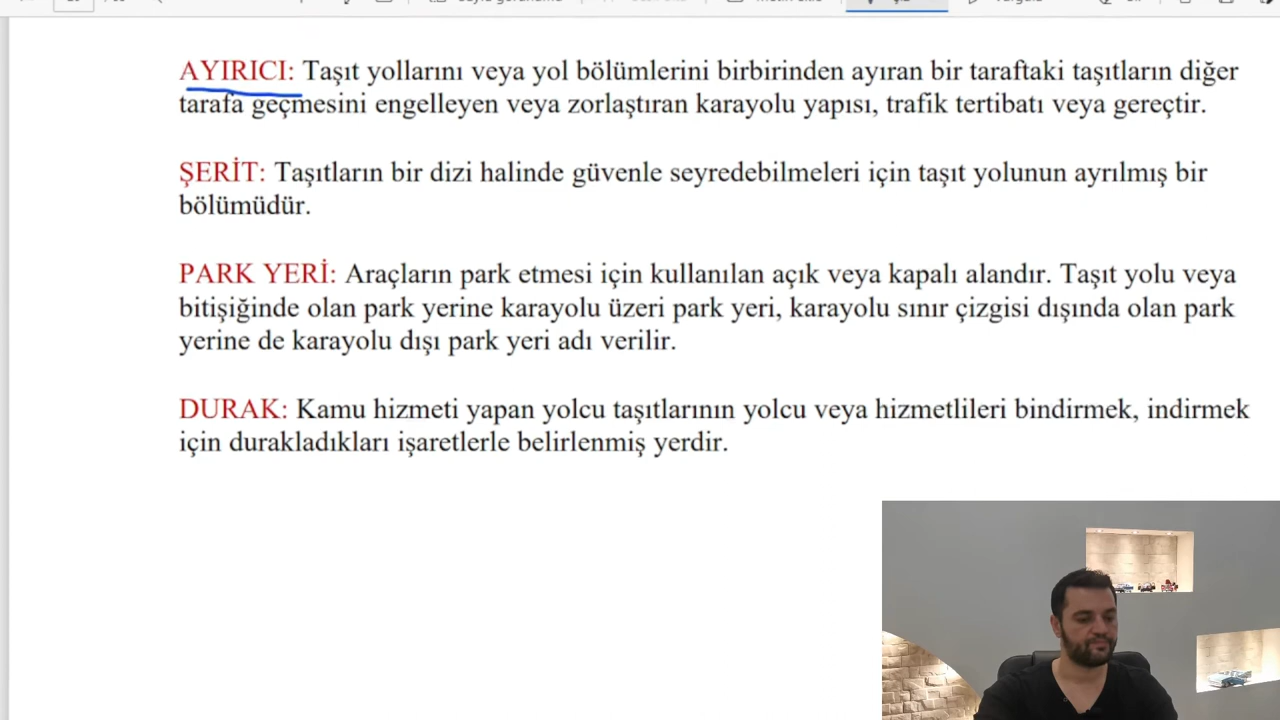 AYIRICI: Taşıt yollarını veya yol bölümlerini birbirinden ayıran bir taraftaki taşıtların diğer
tarafa geçmesini engelleyen veya zorlaştıran karayolu yapısı, trafik tertibatı veya gereçtir.
ŞERİT: Taşıtların bir dizi halinde güvenle seyredebilmeleri için taşıt yolunun ayrılmış bir
bölümüdür.
PARK YERİ: Araçların park etmesi için kullanılan açık veya kapalı alandır. Taşıt yolu veya
bitişiğinde olan park yerine karayolu üzeri park yeri, karayolu sınır çizgisi dışında olan park
yerine de karayolu dışı park yeri adı verilir.
DURAK: Kamu hizmeti yapan yolcu taşıtlarının yolcu veya hizmetlileri bindirmek, indirmek
için durakladıkları işaretlerle belirlenmiş yerdir.